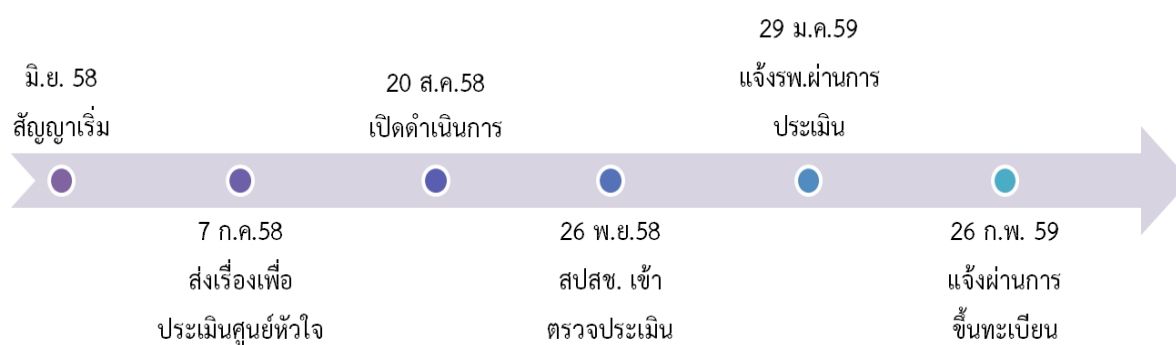 มิ.ย. 58
สัญญาเริ่ม
7 ก.ค.58
ส่งเรื่องเพื่อ
ประเมินศูนย์หัวใจ
20 ส.ค.58
เปิดดำเนินการ
26 พ.ย.58
สปสช. เข้า
ตรวจประเมิน
29 ม.ค.59
แจ้งรพ.ผ่านการ
ประเมิน
26 ก.พ. 59
แจ้งผ่านการ
ขึ้นทะเบียน